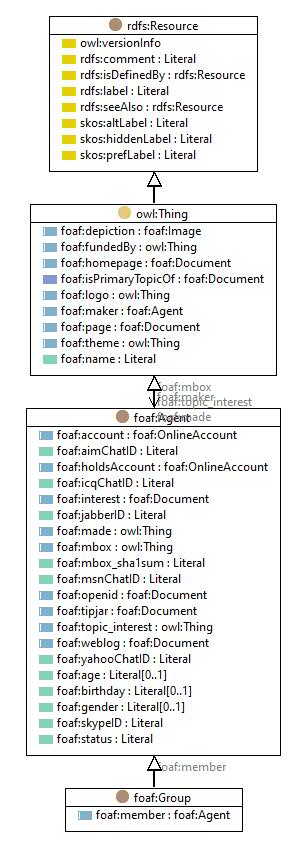 rdfs:Resource
owl:versionInfo
rdfs:comment : Literal
rdfs:isDefinedBy : rdfs:Resource
rdfs:label : Literal
rdfs:seeAlso : rdfs:Resource
skos:altLabel : Literal
skos:hiddenLabel : Literal
skos:prefLabel : Literal
owl:Thing
foaf:depiction : foaf:Image
foaf:fundedBy : owl:Thing
foaf:homepage : foaf:Document
foaf:isPrimaryTopicOf : foaf:Document
foaf:logo : owl:Thing
foaf:maker : foaf:Agent
foaf:page : foaf:Document
foaf:theme : owl:Thing
foaf:name : Literal
foaf:mbox
foaf:maker
foaf:topic_interest
foaf:made
foaf:Agent
foaf:account : foaf:OnlineAccount
foaf:aimChatID : Literal
foaf:holdsAccount : foaf:OnlineAccount
foaf:icqChatID : Literal
foaf:interest : foaf:Document
foaf:jabberID : Literal
foaf:made : owl:Thing
foaf:mbox : owl:Thing
foaf:mbox_sha1sum : Literal
foaf:msnChatID : Literal
foaf:openid : foaf:Document
foaf:tipjar : foaf:Document
foaf:topic_interest : owl:Thing
foaf:weblog : foaf:Document
foaf:yahooChatID : Literal
foaf:age : Literal[0..1]
foaf:birthday : Literal[0..1]
foaf:gender : Literal[0..1]
foaf:skypeID : Literal
foaf:status : Literal
foaf:member
foaf:Group
foaf:member : foaf:Agent